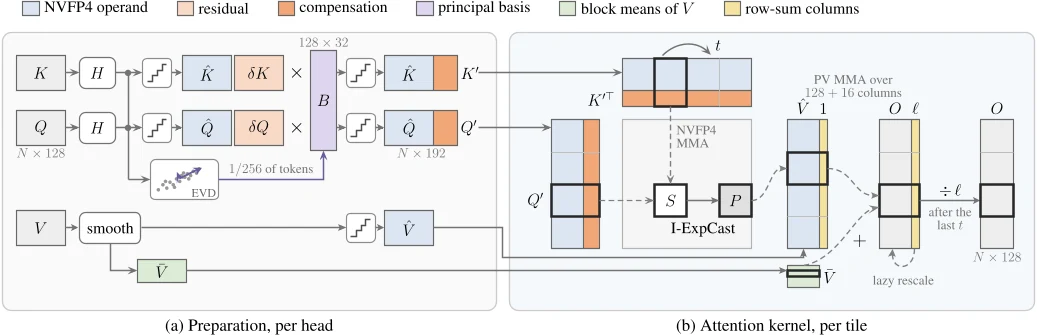 NVFP4 operand residual compensation principal basis block means of V row-sum columns
128 × 32
K H K̂ δK × K̂ K′
B
Q H Q̂ δQ × Q̂ Q′
N × 128 N × 192
1/256 of tokens
EVD
V smooth V̂
V̄
(a) Preparation, per head
t
K′⊤
NVFP4
MMA
Q′ S P
I-ExpCast
PV MMA over
128 + 16 columns
V̂ 1 O ℓ O
÷ ℓ
after the
last t
+
N × 128
V̄
lazy rescale
(b) Attention kernel, per tile